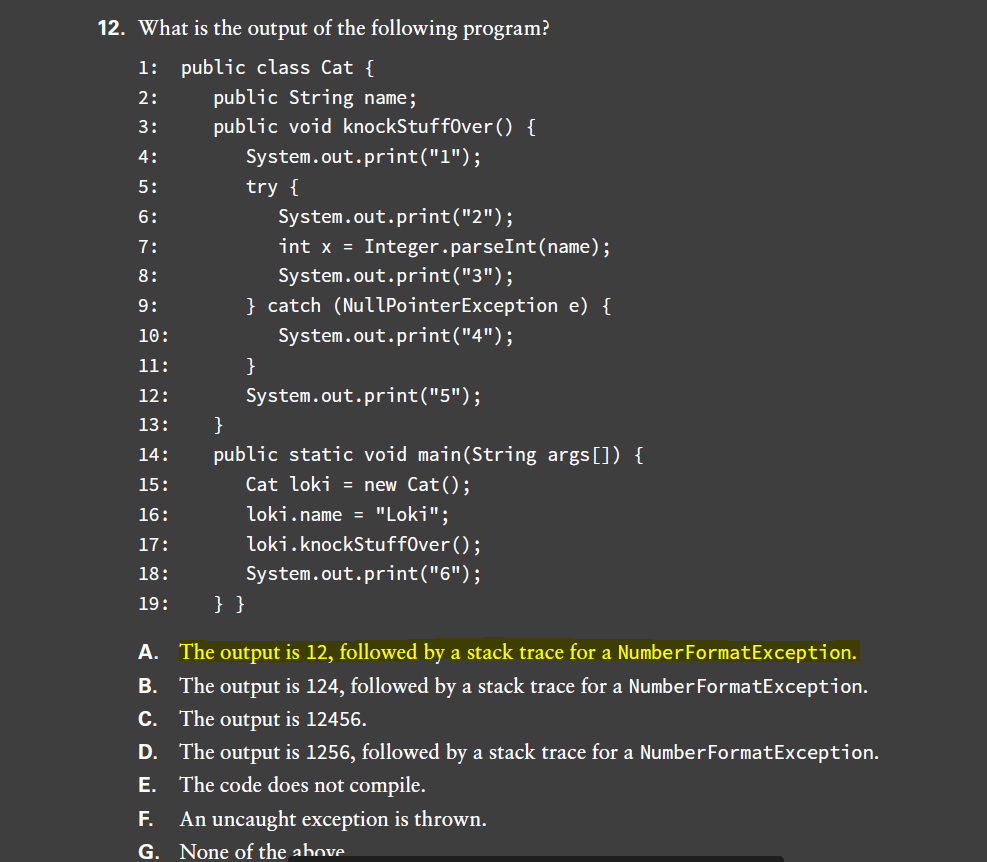 12. What is the output of the following program?
1: public class Cat {
2: public String name;
3: public void knockStuffOver() {
4: System.out.print("1");
5: try {
6: System.out.print("2");
7: int x = Integer.parseInt(name);
8: System.out.print("3");
9: } catch (NullPointerException e) {
10: System.out.print("4");
11: }
12: System.out.print("5");
13: }
14: public static void main(String args[]) {
15: Cat loki = new Cat();
16: loki.name = "Loki";
17: loki.knockStuffOver();
18: System.out.print("6");
19: } }
A. The output is 12, followed by a stack trace for a NumberFormatException.
B. The output is 124, followed by a stack trace for a NumberFormatException.
C. The output is 12456.
D. The output is 1256, followed by a stack trace for a NumberFormatException.
E. The code does not compile.
F. An uncaught exception is thrown.
G. None of the above